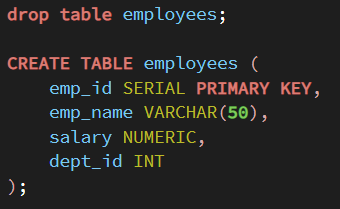 drop table employees;
CREATE TABLE employees (
    emp_id SERIAL PRIMARY KEY,
    emp_name VARCHAR(50),
    salary NUMERIC,
    dept_id INT
);